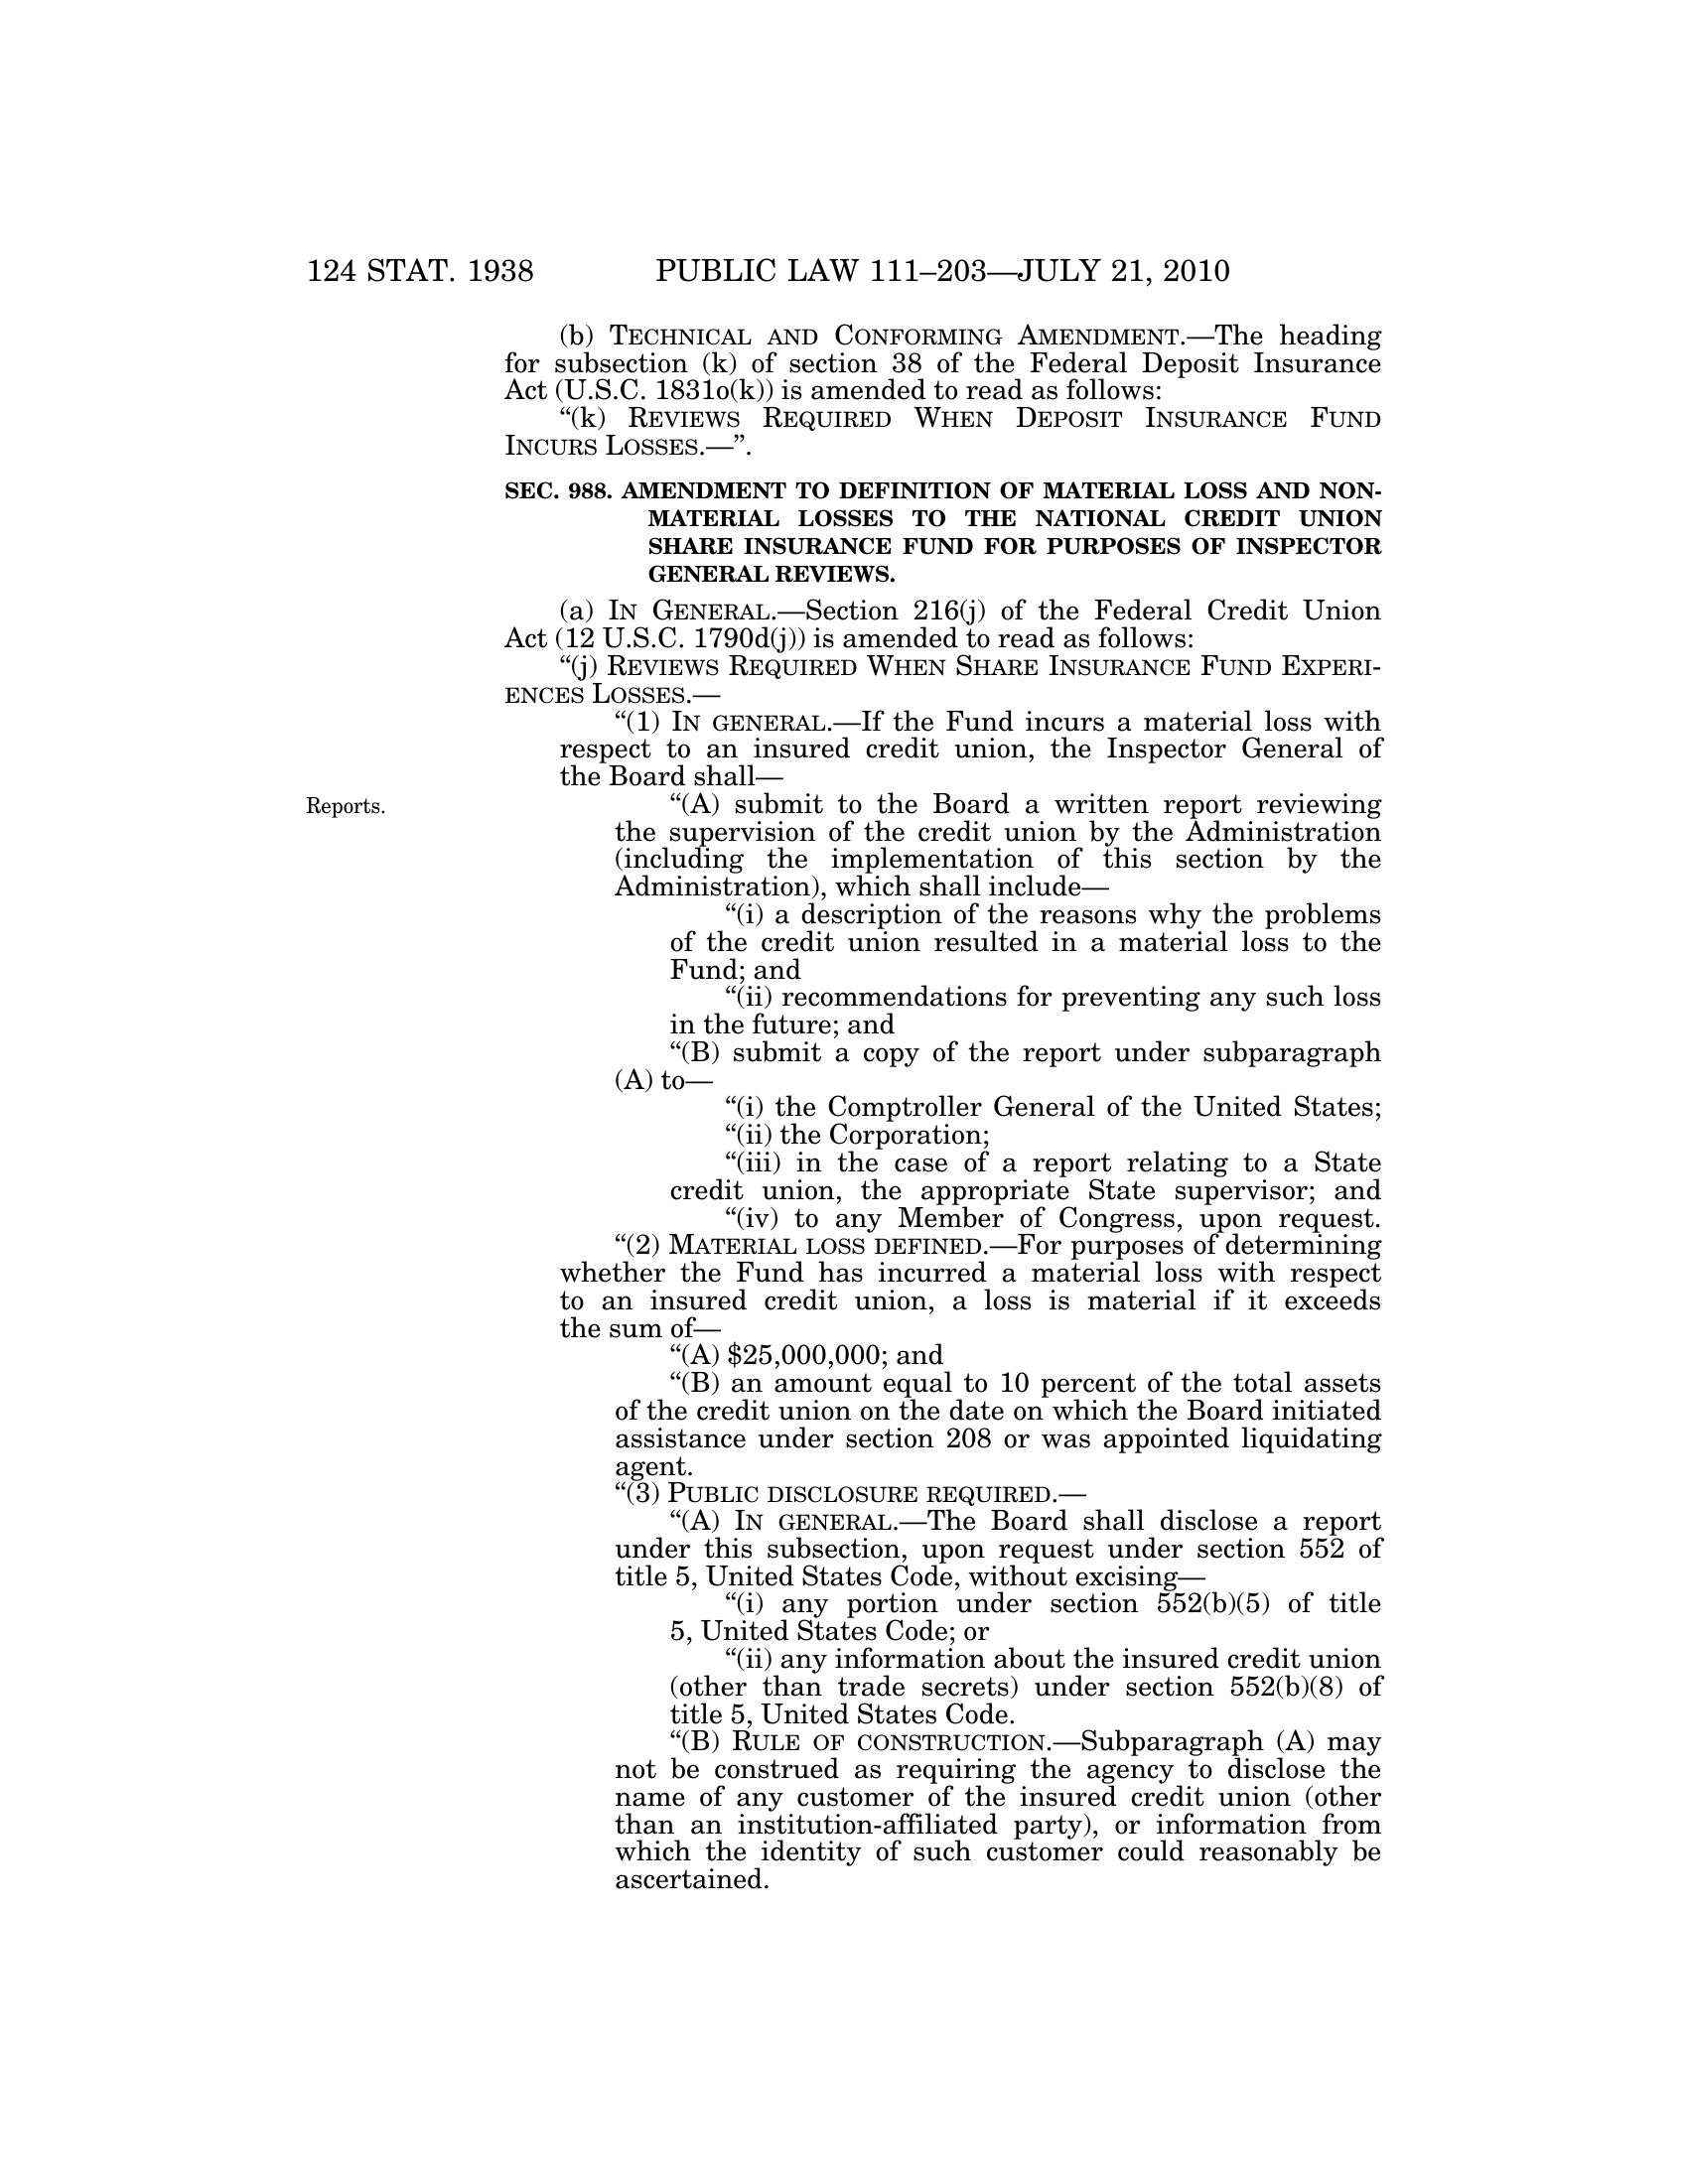 124 STAT. 1938 PUBLIC LAW 111–203—JULY 21, 2010
(b) TECHNICAL AND CONFORMING AMENDMENT.—The heading
for subsection (k) of section 38 of the Federal Deposit Insurance
Act (U.S.C. 1831o(k)) is amended to read as follows:
“(k) REVIEWS REQUIRED WHEN DEPOSIT INSURANCE FUND
INCURS LOSSES.—”.
SEC. 988. AMENDMENT TO DEFINITION OF MATERIAL LOSS AND NON-
MATERIAL LOSSES TO THE NATIONAL CREDIT UNION
SHARE INSURANCE FUND FOR PURPOSES OF INSPECTOR
GENERAL REVIEWS.
(a) IN GENERAL.—Section 216(j) of the Federal Credit Union
Act (12 U.S.C. 1790d(j)) is amended to read as follows:
“(j) REVIEWS REQUIRED WHEN SHARE INSURANCE FUND EXPERI-
ENCES LOSSES.—
“(1) IN GENERAL.—If the Fund incurs a material loss with
respect to an insured credit union, the Inspector General of
the Board shall—
Reports.
“(A) submit to the Board a written report reviewing
the supervision of the credit union by the Administration
(including the implementation of this section by the
Administration), which shall include—
“(i) a description of the reasons why the problems
of the credit union resulted in a material loss to the
Fund; and
“(ii) recommendations for preventing any such loss
in the future; and
“(B) submit a copy of the report under subparagraph
(A) to—
“(i) the Comptroller General of the United States;
“(ii) the Corporation;
“(iii) in the case of a report relating to a State
credit union, the appropriate State supervisor; and
“(iv) to any Member of Congress, upon request.
“(2) MATERIAL LOSS DEFINED.—For purposes of determining
whether the Fund has incurred a material loss with respect
to an insured credit union, a loss is material if it exceeds
the sum of—
“(A) $25,000,000; and
“(B) an amount equal to 10 percent of the total assets
of the credit union on the date on which the Board initiated
assistance under section 208 or was appointed liquidating
agent.
“(3) PUBLIC DISCLOSURE REQUIRED.—
“(A) IN GENERAL.—The Board shall disclose a report
under this subsection, upon request under section 552 of
title 5, United States Code, without excising—
“(i) any portion under section 552(b)(5) of title
5, United States Code; or
“(ii) any information about the insured credit union
(other than trade secrets) under section 552(b)(8) of
title 5, United States Code.
“(B) RULE OF CONSTRUCTION.—Subparagraph (A) may
not be construed as requiring the agency to disclose the
name of any customer of the insured credit union (other
than an institution-affiliated party), or information from
which the identity of such customer could reasonably be
ascertained.